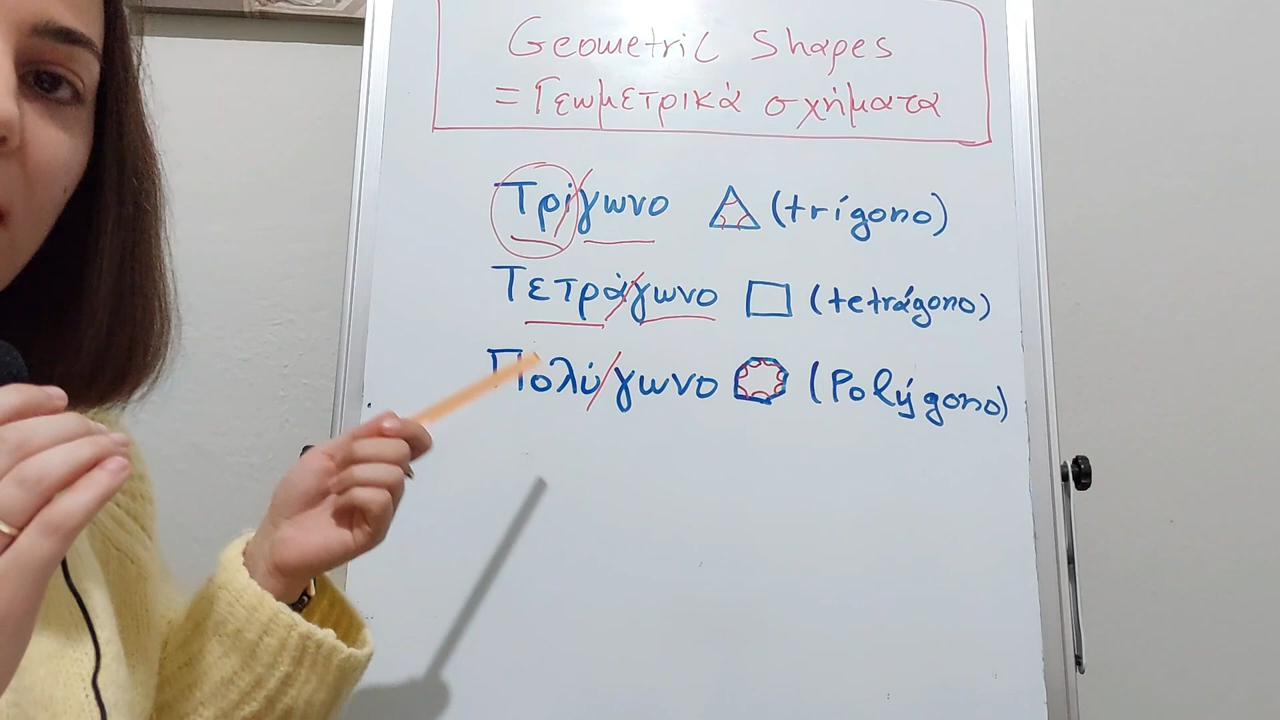 Geometric Shapes
= Γεωμετρικά σχήματα
Τρίγωνο (trígono)
Τετράγωνο (tetrágono)
Πολύγωνο (Polýgono)